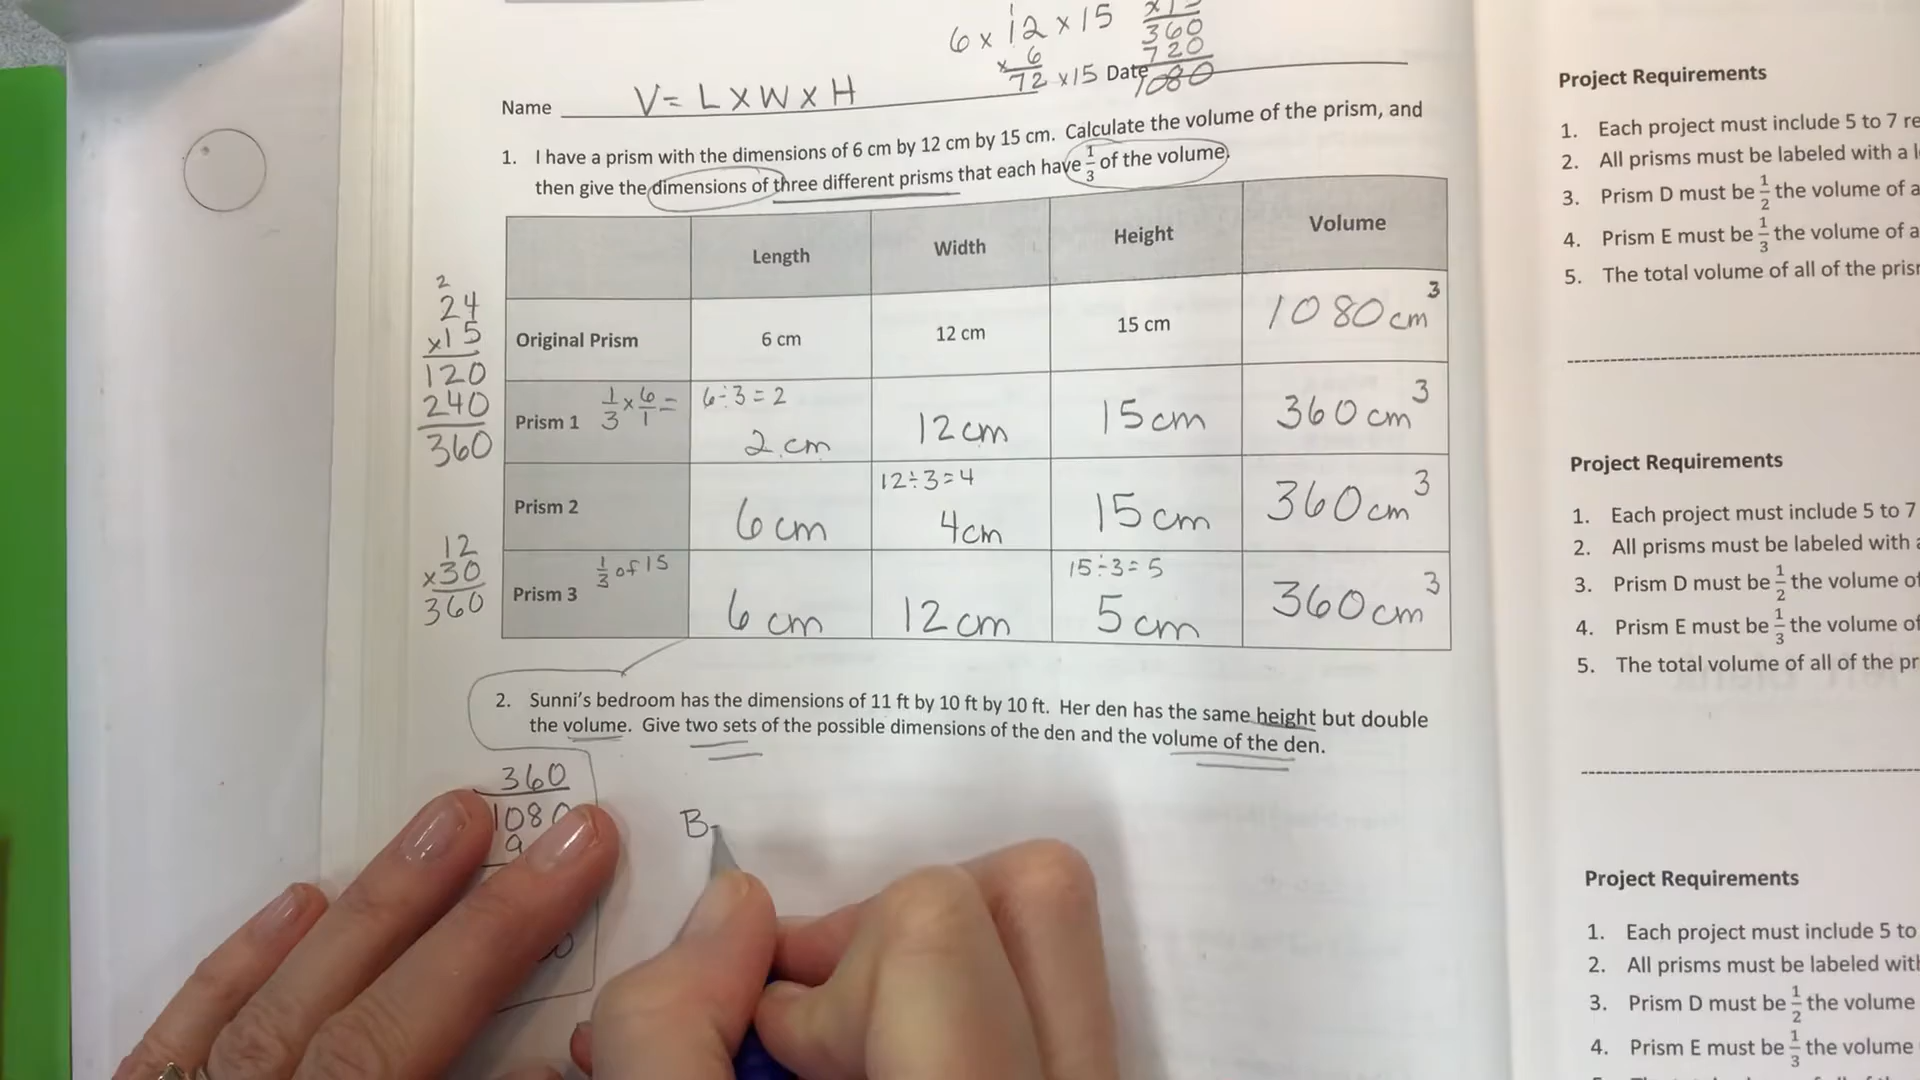 6 x 12 x 15
x 6
72 x15
x15
360
720
1080
Name V= L x W x H Date
1. I have a prism with the dimensions of 6 cm by 12 cm by 15 cm. Calculate the volume of the prism, and
then give the dimensions of three different prisms that each have 1/3 of the volume.
Length Width Height Volume
Original Prism 6 cm 12 cm 15 cm 1080 cm³
Prism 1 1/3 x 6/1 = 6÷3=2 2 cm 12 cm 15 cm 360 cm³
Prism 2 6 cm 12÷3=4 4cm 15 cm 360 cm³
Prism 3 1/3 of 15 6 cm 12 cm 15÷3=5 5 cm 360 cm³
2
24
x15
120
240
360
12
x30
360
2. Sunni's bedroom has the dimensions of 11 ft by 10 ft by 10 ft. Her den has the same height but double
the volume. Give two sets of the possible dimensions of the den and the volume of the den.
360
1080
9
B
Project Requirements
1. Each project must include 5 to 7
2. All prisms must be labeled with a
3. Prism D must be 1/2 the volume of a
4. Prism E must be 1/3 the volume of a
5. The total volume of all of the
Project Requirements
1. Each project must include 5 to 7
2. All prisms must be labeled with
3. Prism D must be 1/2 the volume of
4. Prism E must be 1/3 the volume of
5. The total volume of all of the
Project Requirements
1. Each project must include 5 to
2. All prisms must be labeled
3. Prism D must be 1/2 the volume
4. Prism E must be 1/3 the volume